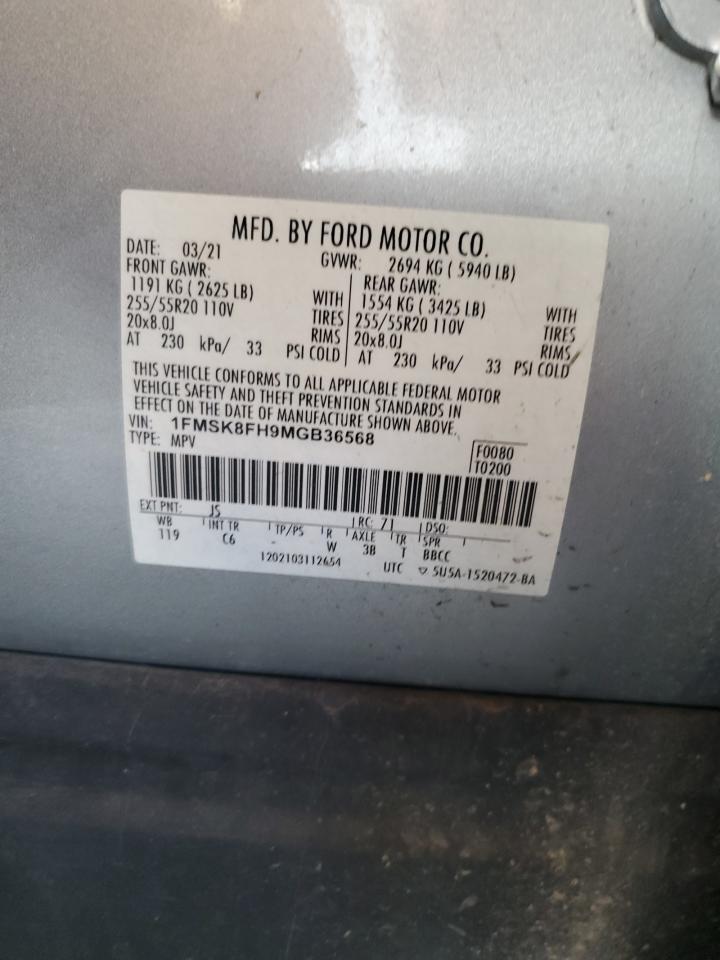 MFD. BY FORD MOTOR CO.
DATE: 03/21 GVWR: 2694 KG ( 5940 LB)
FRONT GAWR: REAR GAWR:
1191 KG ( 2625 LB) WITH 1554 KG ( 3425 LB) WITH
255/55R20 110V TIRES 255/55R20 110V TIRES
20x8.0J RIMS 20x8.0J RIMS
AT 230 kPa/ 33 PSI COLD AT 230 kPa/ 33 PSI COLD
THIS VEHICLE CONFORMS TO ALL APPLICABLE FEDERAL MOTOR
VEHICLE SAFETY AND THEFT PREVENTION STANDARDS IN
EFFECT ON THE DATE OF MANUFACTURE SHOWN ABOVE.
VIN: 1FMSK8FH9MGB36568
TYPE: MPV F0080
T0200
EXT PNT: JS RC: 71 DSO:
WB INT TR TP/PS R AXLE TR SPR
119 C6 - W 3B T BBCC
1202103112654 UTC ▽ 5U5A-1520472-BA